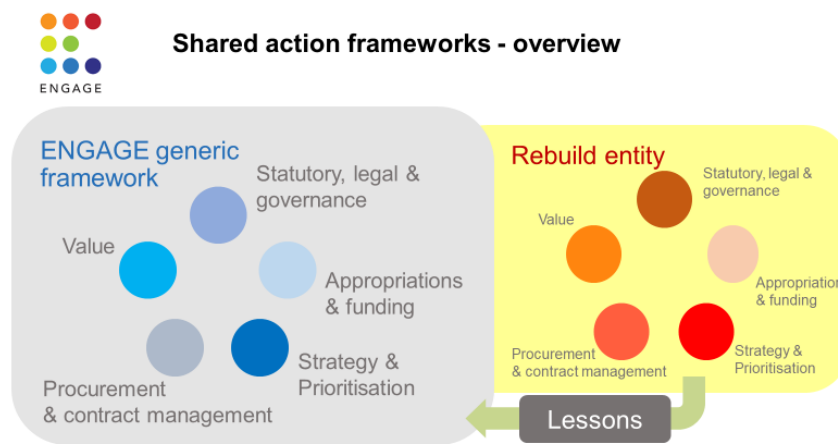 Shared action frameworks - overview
ENGAGE
ENGAGE generic
framework
Statutory, legal &
governance
Value
Appropriations
& funding
Strategy &
Prioritisation
Procurement
& contract management
Rebuild entity
Statutory, legal &
governance
Value
Appropriation
& funding
Strategy &
Prioritisation
Procurement
& contract management
Lessons